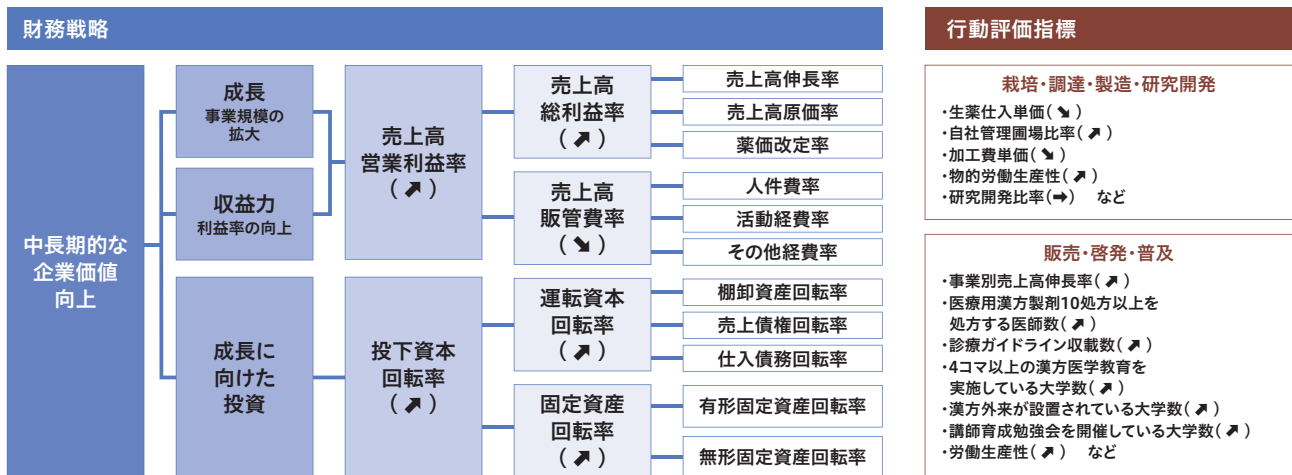 財務戦略
中長期的な
企業価値
向上
成長
事業規模の
拡大
収益力
利益率の向上
成長に
向けた
投資
売上高
営業利益率
(↗)
投下資本
回転率
(↗)
売上高
総利益率
(↗)
売上高
販管費率
(↘)
運転資本
回転率
(↗)
固定資産
回転率
(↗)
売上高伸長率
売上高原価率
薬価改定率
人件費率
活動経費率
その他経費率
棚卸資産回転率
売上債権回転率
仕入債務回転率
有形固定資産回転率
無形固定資産回転率
行動評価指標
栽培・調達・製造・研究開発
・生薬仕入単価(↘)
・自社管理圃場比率(↗)
・加工費単価(↘)
・物的労働生産性(↗)
・研究開発比率(➡) など
販売・啓発・普及
・事業別売上高伸長率(↗)
・医療用漢方製剤10処方以上を
処方する医師数(↗)
・診療ガイドライン収載数(↗)
・4コマ以上の漢方医学教育を
実施している大学数(↗)
・漢方外来が設置されている大学数(↗)
・講師育成勉強会を開催している大学数(↗)
・労働生産性(↗) など